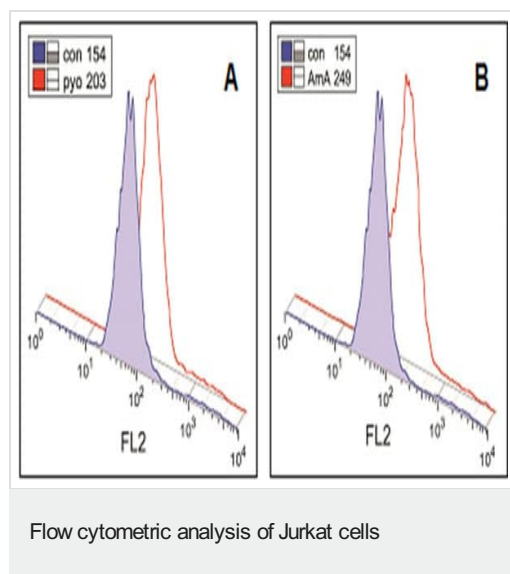 con 154
pyo 203
A
10⁰
10¹
10²
10³
10⁴
FL2
con 154
AmA 249
B
10⁰
10¹
10²
10³
10⁴
FL2
Flow cytometric analysis of Jurkat cells